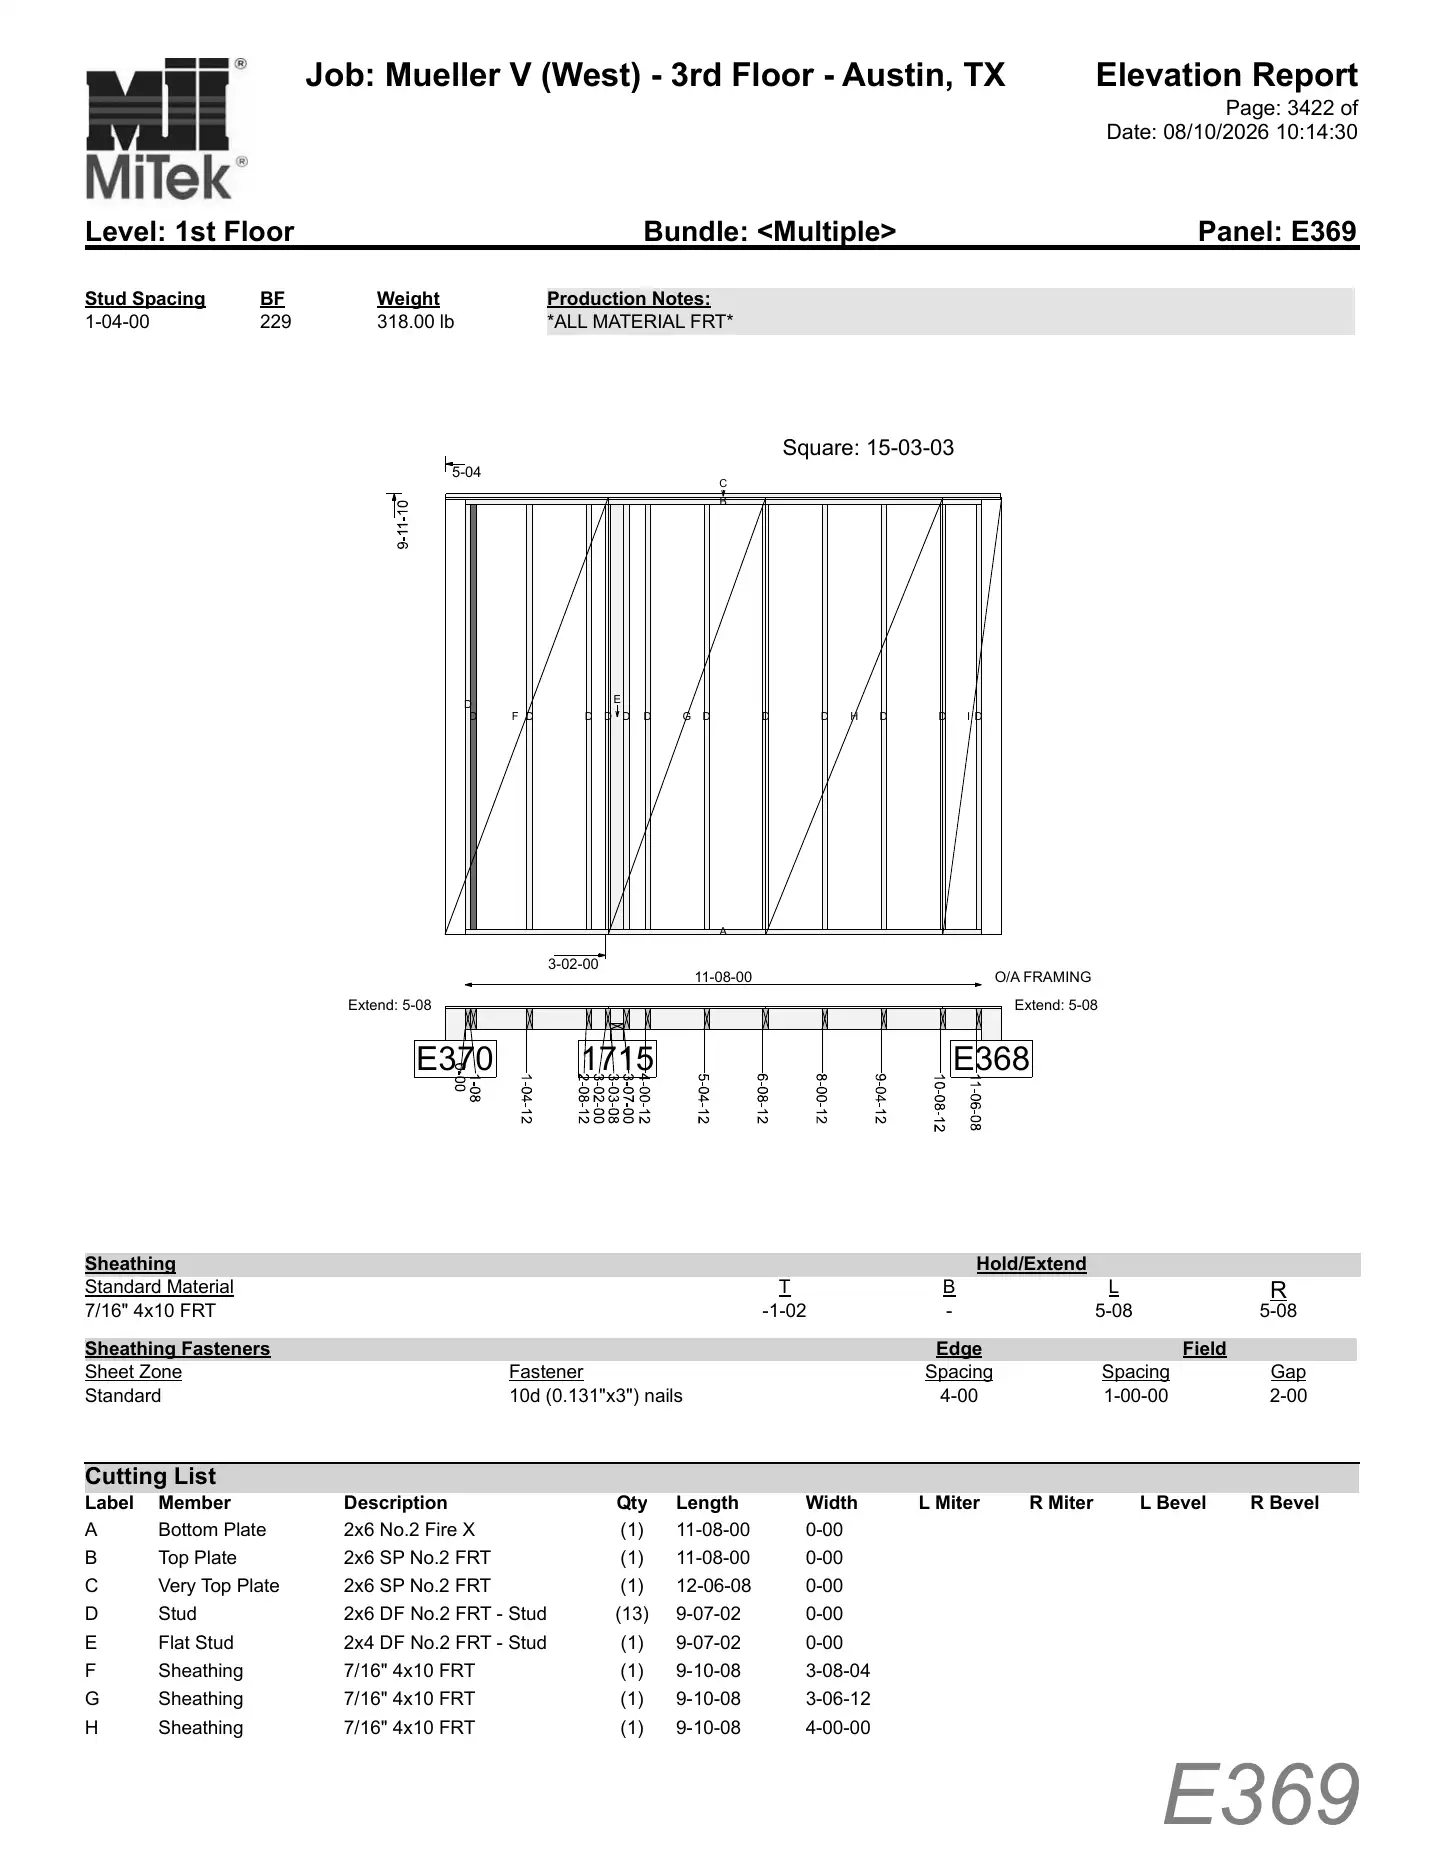 Job: Mueller V (West) - 3rd Floor - Austin, TX
Elevation Report
Page: 3422 of
Date: 08/10/2026 10:14:30
MiTek®
Level: 1st Floor Bundle: <Multiple> Panel: E369
Stud Spacing BF Weight Production Notes:
1-04-00 229 318.00 lb *ALL MATERIAL FRT*
Square: 15-03-03
5-04
C
B
9-11-10
E
D
D F D D D D D G D D D H D D I D
A
3-02-00
11-08-00 O/A FRAMING
Extend: 5-08 Extend: 5-08
E370 1715 E368
0-00 1-08 1-04-12 2-08-12 3-02-00 3-03-08 3-07-00 4-00-12 5-04-12 6-08-12 8-00-12 9-04-12 10-08-12 11-06-08
Sheathing Hold/Extend
Standard Material T B L R
7/16" 4x10 FRT -1-02 - 5-08 5-08
Sheathing Fasteners Edge Field
Sheet Zone Fastener Spacing Spacing Gap
Standard 10d (0.131"x3") nails 4-00 1-00-00 2-00
Cutting List
Label Member Description Qty Length Width L Miter R Miter L Bevel R Bevel
A Bottom Plate 2x6 No.2 Fire X (1) 11-08-00 0-00
B Top Plate 2x6 SP No.2 FRT (1) 11-08-00 0-00
C Very Top Plate 2x6 SP No.2 FRT (1) 12-06-08 0-00
D Stud 2x6 DF No.2 FRT - Stud (13) 9-07-02 0-00
E Flat Stud 2x4 DF No.2 FRT - Stud (1) 9-07-02 0-00
F Sheathing 7/16" 4x10 FRT (1) 9-10-08 3-08-04
G Sheathing 7/16" 4x10 FRT (1) 9-10-08 3-06-12
H Sheathing 7/16" 4x10 FRT (1) 9-10-08 4-00-00
E369